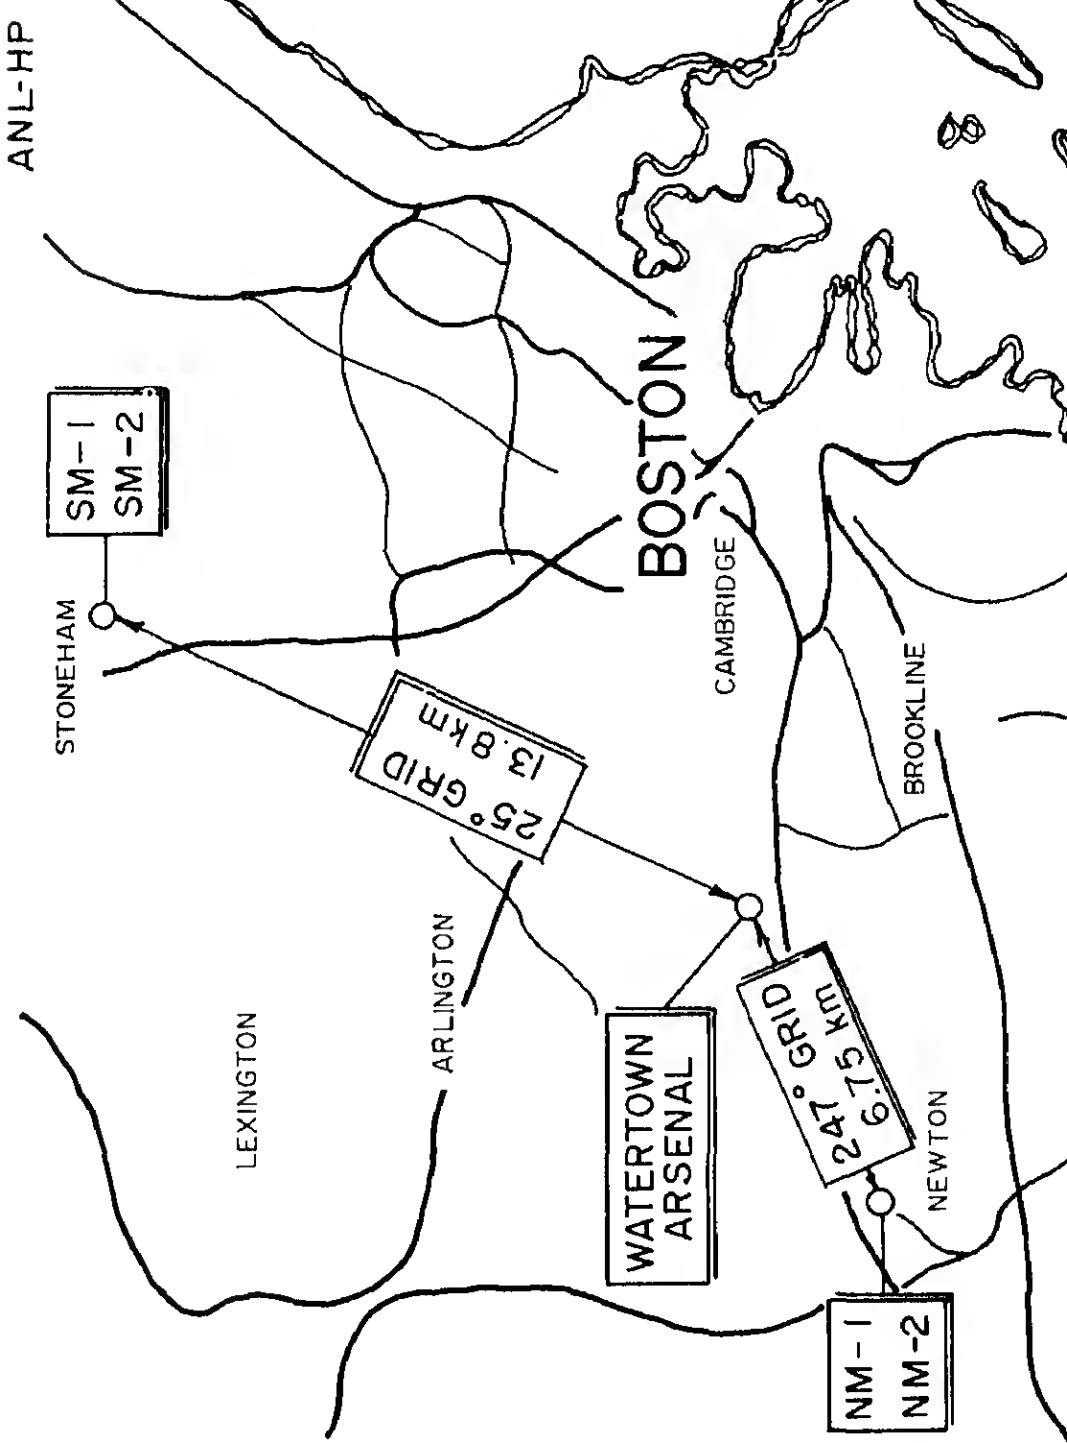 ANL-HP
SM-1
SM-2
STONEHAM
25° GRID
13.8 km
BOSTON
CAMBRIDGE
BROOKLINE
ARLINGTON
LEXINGTON
WATERTOWN
ARSENAL
247° GRID
6.75 km
NEWTON
NM-1
NM-2